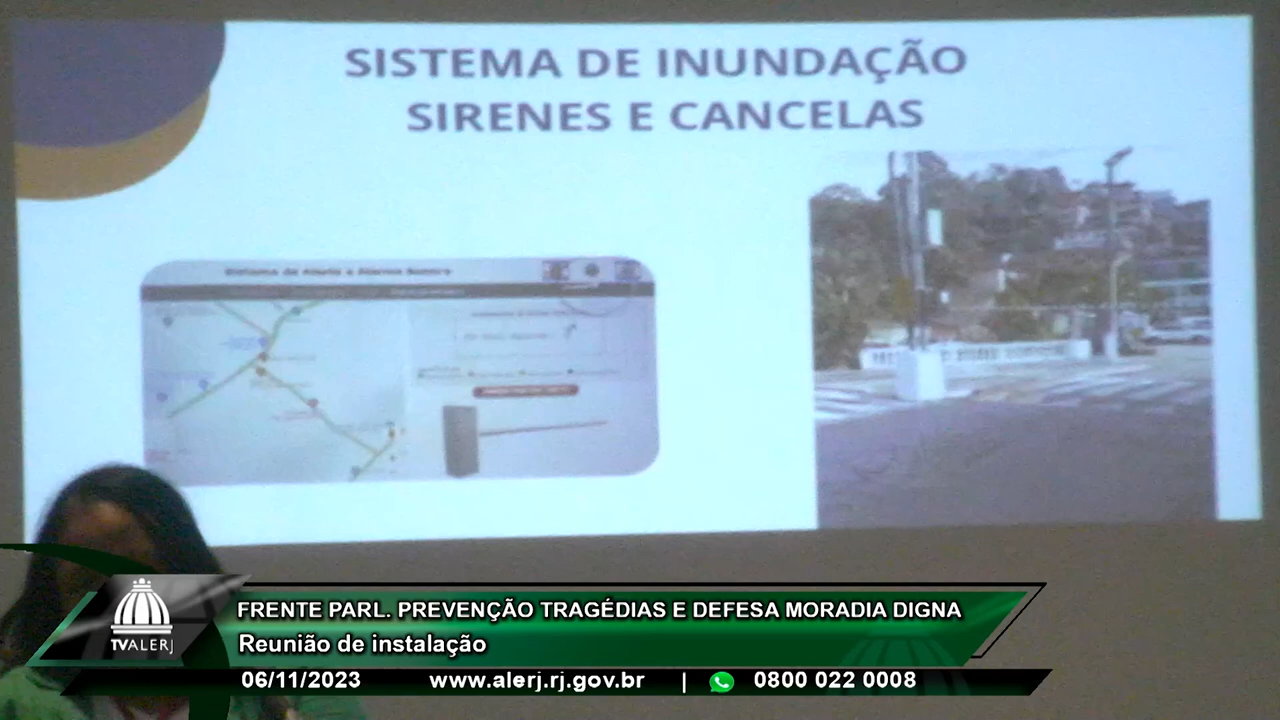 SISTEMA DE INUNDAÇÃO
SIRENES E CANCELAS
Sistema de Alerta e Alarme
FRENTE PARL. PREVENÇÃO TRAGÉDIAS E DEFESA MORADIA DIGNA
Reunião de instalação
TVALERJ
06/11/2023 www.alerj.rj.gov.br | 0800 022 0008